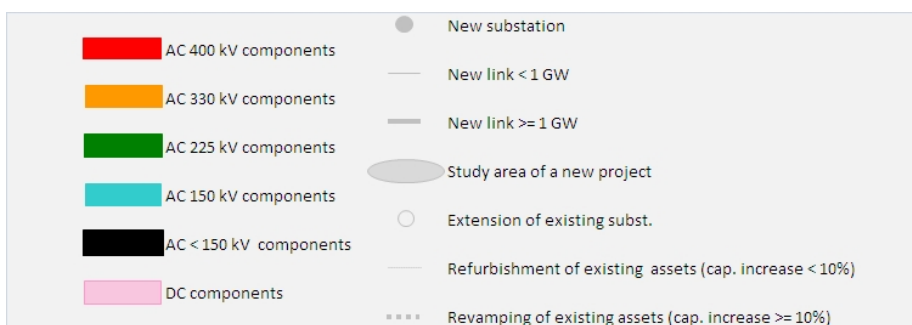 AC 400 kV components
AC 330 kV components
AC 225 kV components
AC 150 kV components
AC < 150 kV components
DC components
New substation
New link < 1 GW
New link >= 1 GW
Study area of a new project
Extension of existing subst.
Refurbishment of existing assets (cap. increase < 10%)
Revamping of existing assets (cap. increase >= 10%)